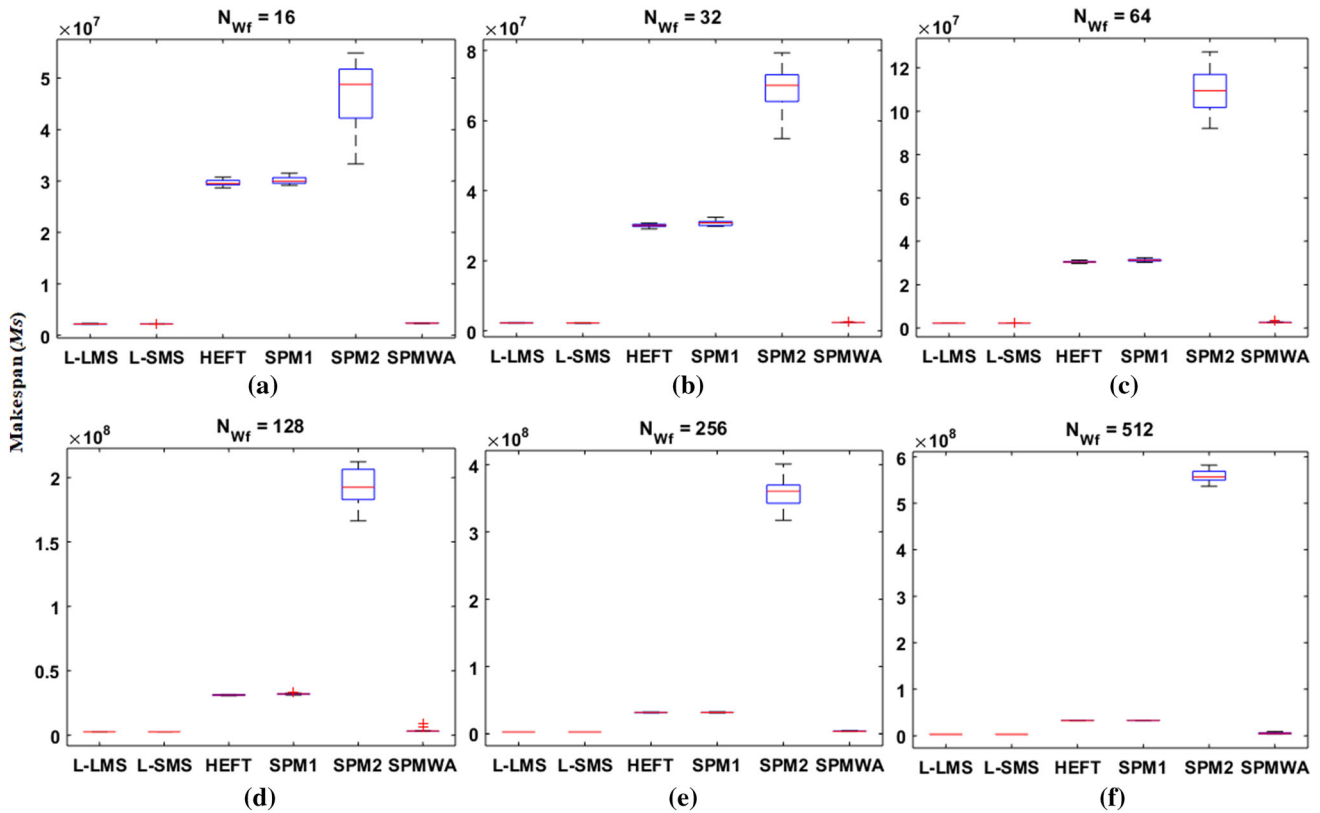 N_Wf = 16
×10^7
5
4
3
2
1
0
L-LMS L-SMS HEFT SPM1 SPM2 SPMWA
(a)
N_Wf = 32
×10^7
8
6
4
2
0
L-LMS L-SMS HEFT SPM1 SPM2 SPMWA
(b)
N_Wf = 64
×10^7
12
10
8
6
4
2
0
L-LMS L-SMS HEFT SPM1 SPM2 SPMWA
(c)
Makespan (Ms)
N_Wf = 128
×10^8
2
1.5
1
0.5
0
L-LMS L-SMS HEFT SPM1 SPM2 SPMWA
(d)
N_Wf = 256
×10^8
4
3
2
1
0
L-LMS L-SMS HEFT SPM1 SPM2 SPMWA
(e)
N_Wf = 512
×10^8
6
5
4
3
2
1
0
L-LMS L-SMS HEFT SPM1 SPM2 SPMWA
(f)